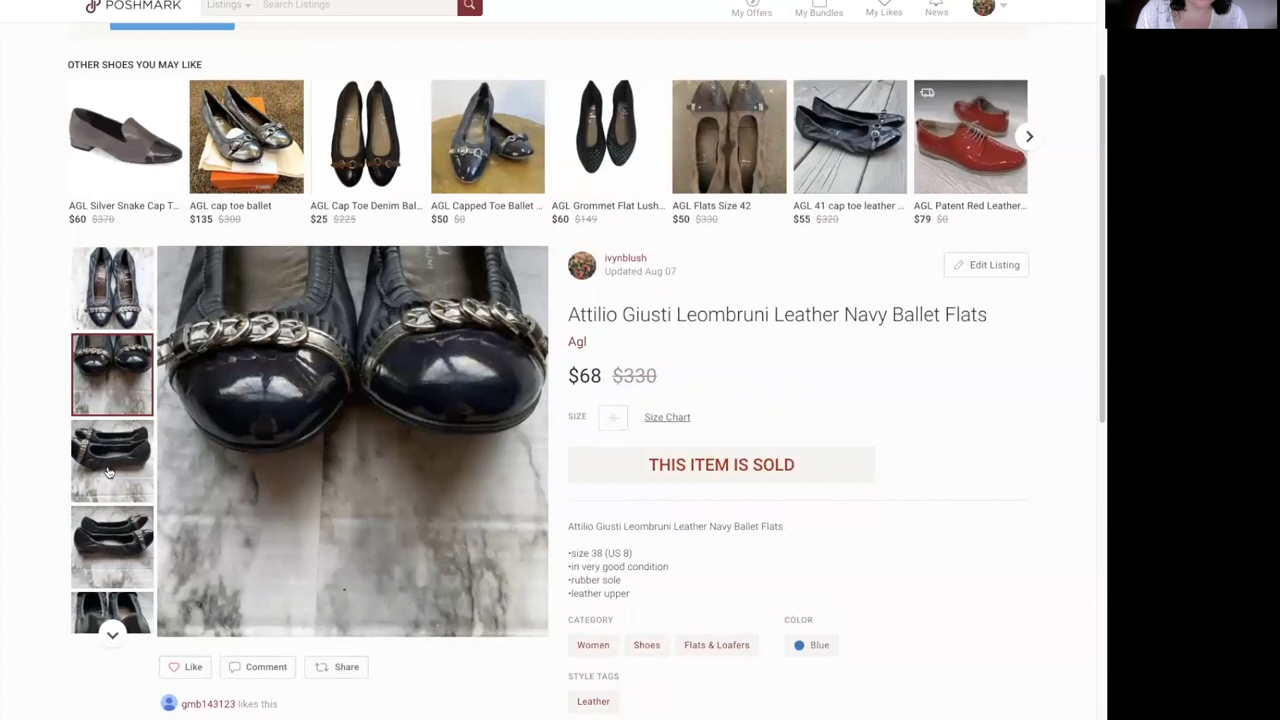 POSHMARK
Listings
Search Listings
My Offers
My Bundles
My Likes
News
OTHER SHOES YOU MAY LIKE
AGL Silver Snake Cap T...
$60 $370
AGL cap toe ballet
$135 $300
AGL Cap Toe Denim Bal...
$25 $225
AGL Capped Toe Ballet ...
$50 $0
AGL Grommet Flat Lush...
$60 $149
AGL Flats Size 42
$50 $330
AGL 41 cap toe leather ...
$55 $320
AGL Patent Red Leather...
$79 $0
ivynblush
Updated Aug 07
Edit Listing
Attilio Giusti Leombruni Leather Navy Ballet Flats
Agl
$68 $330
SIZE
Size Chart
THIS ITEM IS SOLD
Attilio Giusti Leombruni Leather Navy Ballet Flats
•size 38 (US 8)
•in very good condition
•rubber sole
•leather upper
CATEGORY
Women
Shoes
Flats & Loafers
COLOR
Blue
STYLE TAGS
Leather
Like
Comment
Share
gmb143123 likes this